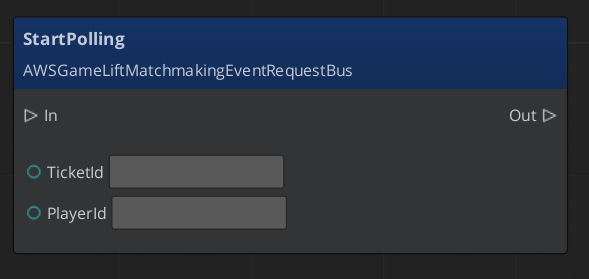 StartPolling
AWSGameLiftMatchmakingEventRequestBus
In Out
TicketId
PlayerId